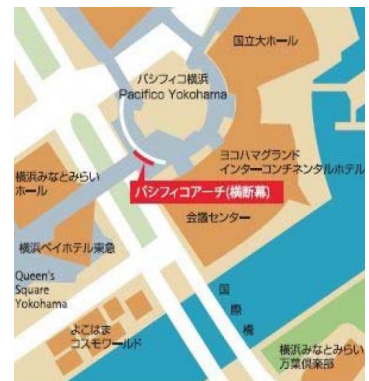 国立大ホール
パシフィコ横浜
Pacifico Yokohama
ヨコハマグランド
インターコンチネンタルホテル
横浜みなとみらい
ホール
パシフィコアーチ(横断幕)
会議センター
横浜ベイホテル東急
Queen's
Square
Yokohama
国際橋
よこはま
コスモワールド
横浜みなとみらい
万葉倶楽部